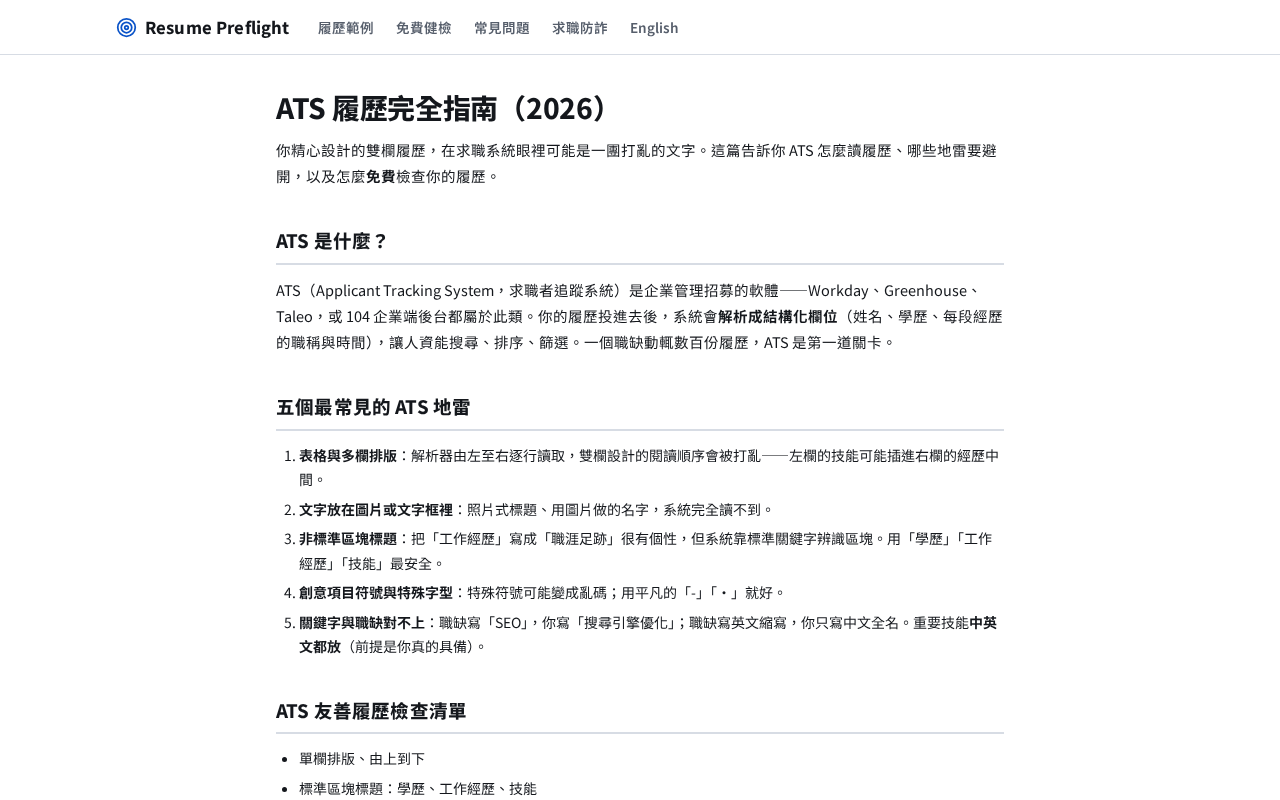 Resume Preflight
履歷範例
免費健檢
常見問題
求職防詐
English
ATS 履歷完全指南（2026）
你精心設計的雙欄履歷，在求職系統眼裡可能是一團打亂的文字。這篇告訴你 ATS 怎麼讀履歷、哪些地雷要避
開，以及怎麼免費檢查你的履歷。
ATS 是什麼？
ATS（Applicant Tracking System，求職者追蹤系統）是企業管理招募的軟體——Workday、Greenhouse、
Taleo，或 104 企業端後台都屬於此類。你的履歷投進去後，系統會解析成結構化欄位（姓名、學歷、每段經歷
的職稱與時間），讓人資能搜尋、排序、篩選。一個職缺動輒數百份履歷，ATS 是第一道關卡。
五個最常見的 ATS 地雷
1. 表格與多欄排版：解析器由左至右逐行讀取，雙欄設計的閱讀順序會被打亂——左欄的技能可能插進右欄的經歷中
間。
2. 文字放在圖片或文字框裡：照片式標題、用圖片做的名字，系統完全讀不到。
3. 非標準區塊標題：把「工作經歷」寫成「職涯足跡」很有個性，但系統靠標準關鍵字辨識區塊。用「學歷」「工作
經歷」「技能」最安全。
4. 創意項目符號與特殊字型：特殊符號可能變成亂碼；用平凡的「-」「・」就好。
5. 關鍵字與職缺對不上：職缺寫「SEO」，你寫「搜尋引擎優化」；職缺寫英文縮寫，你只寫中文全名。重要技能中英
文都放（前提是你真的具備）。
ATS 友善履歷檢查清單
• 單欄排版、由上到下
• 標準區塊標題：學歷、工作經歷、技能